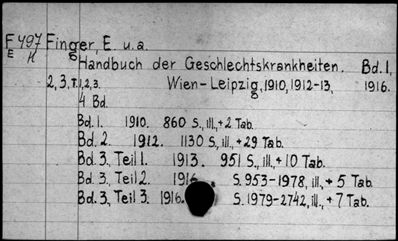 F 497 Finger, E. u. a.
E H
Handbuch der Geschlechtskrankheiten. Bd. 1,
2, 3, T. 1, 2, 3. Wien-Leipzig, 1910, 1912-13, 1916.
4 Bd.
Bd. 1. 1910. 860 S., ill., + 2 Tab.
Bd. 2. 1912. 1130 S., ill., + 29 Tab.
Bd. 3, Teil 1. 1913. 951 S., ill., + 10 Tab.
Bd. 3, Teil 2. 1916 S. 953-1978, ill., + 5 Tab.
Bd. 3, Teil 3. 1916. S. 1979-2742, ill., + 7 Tab.